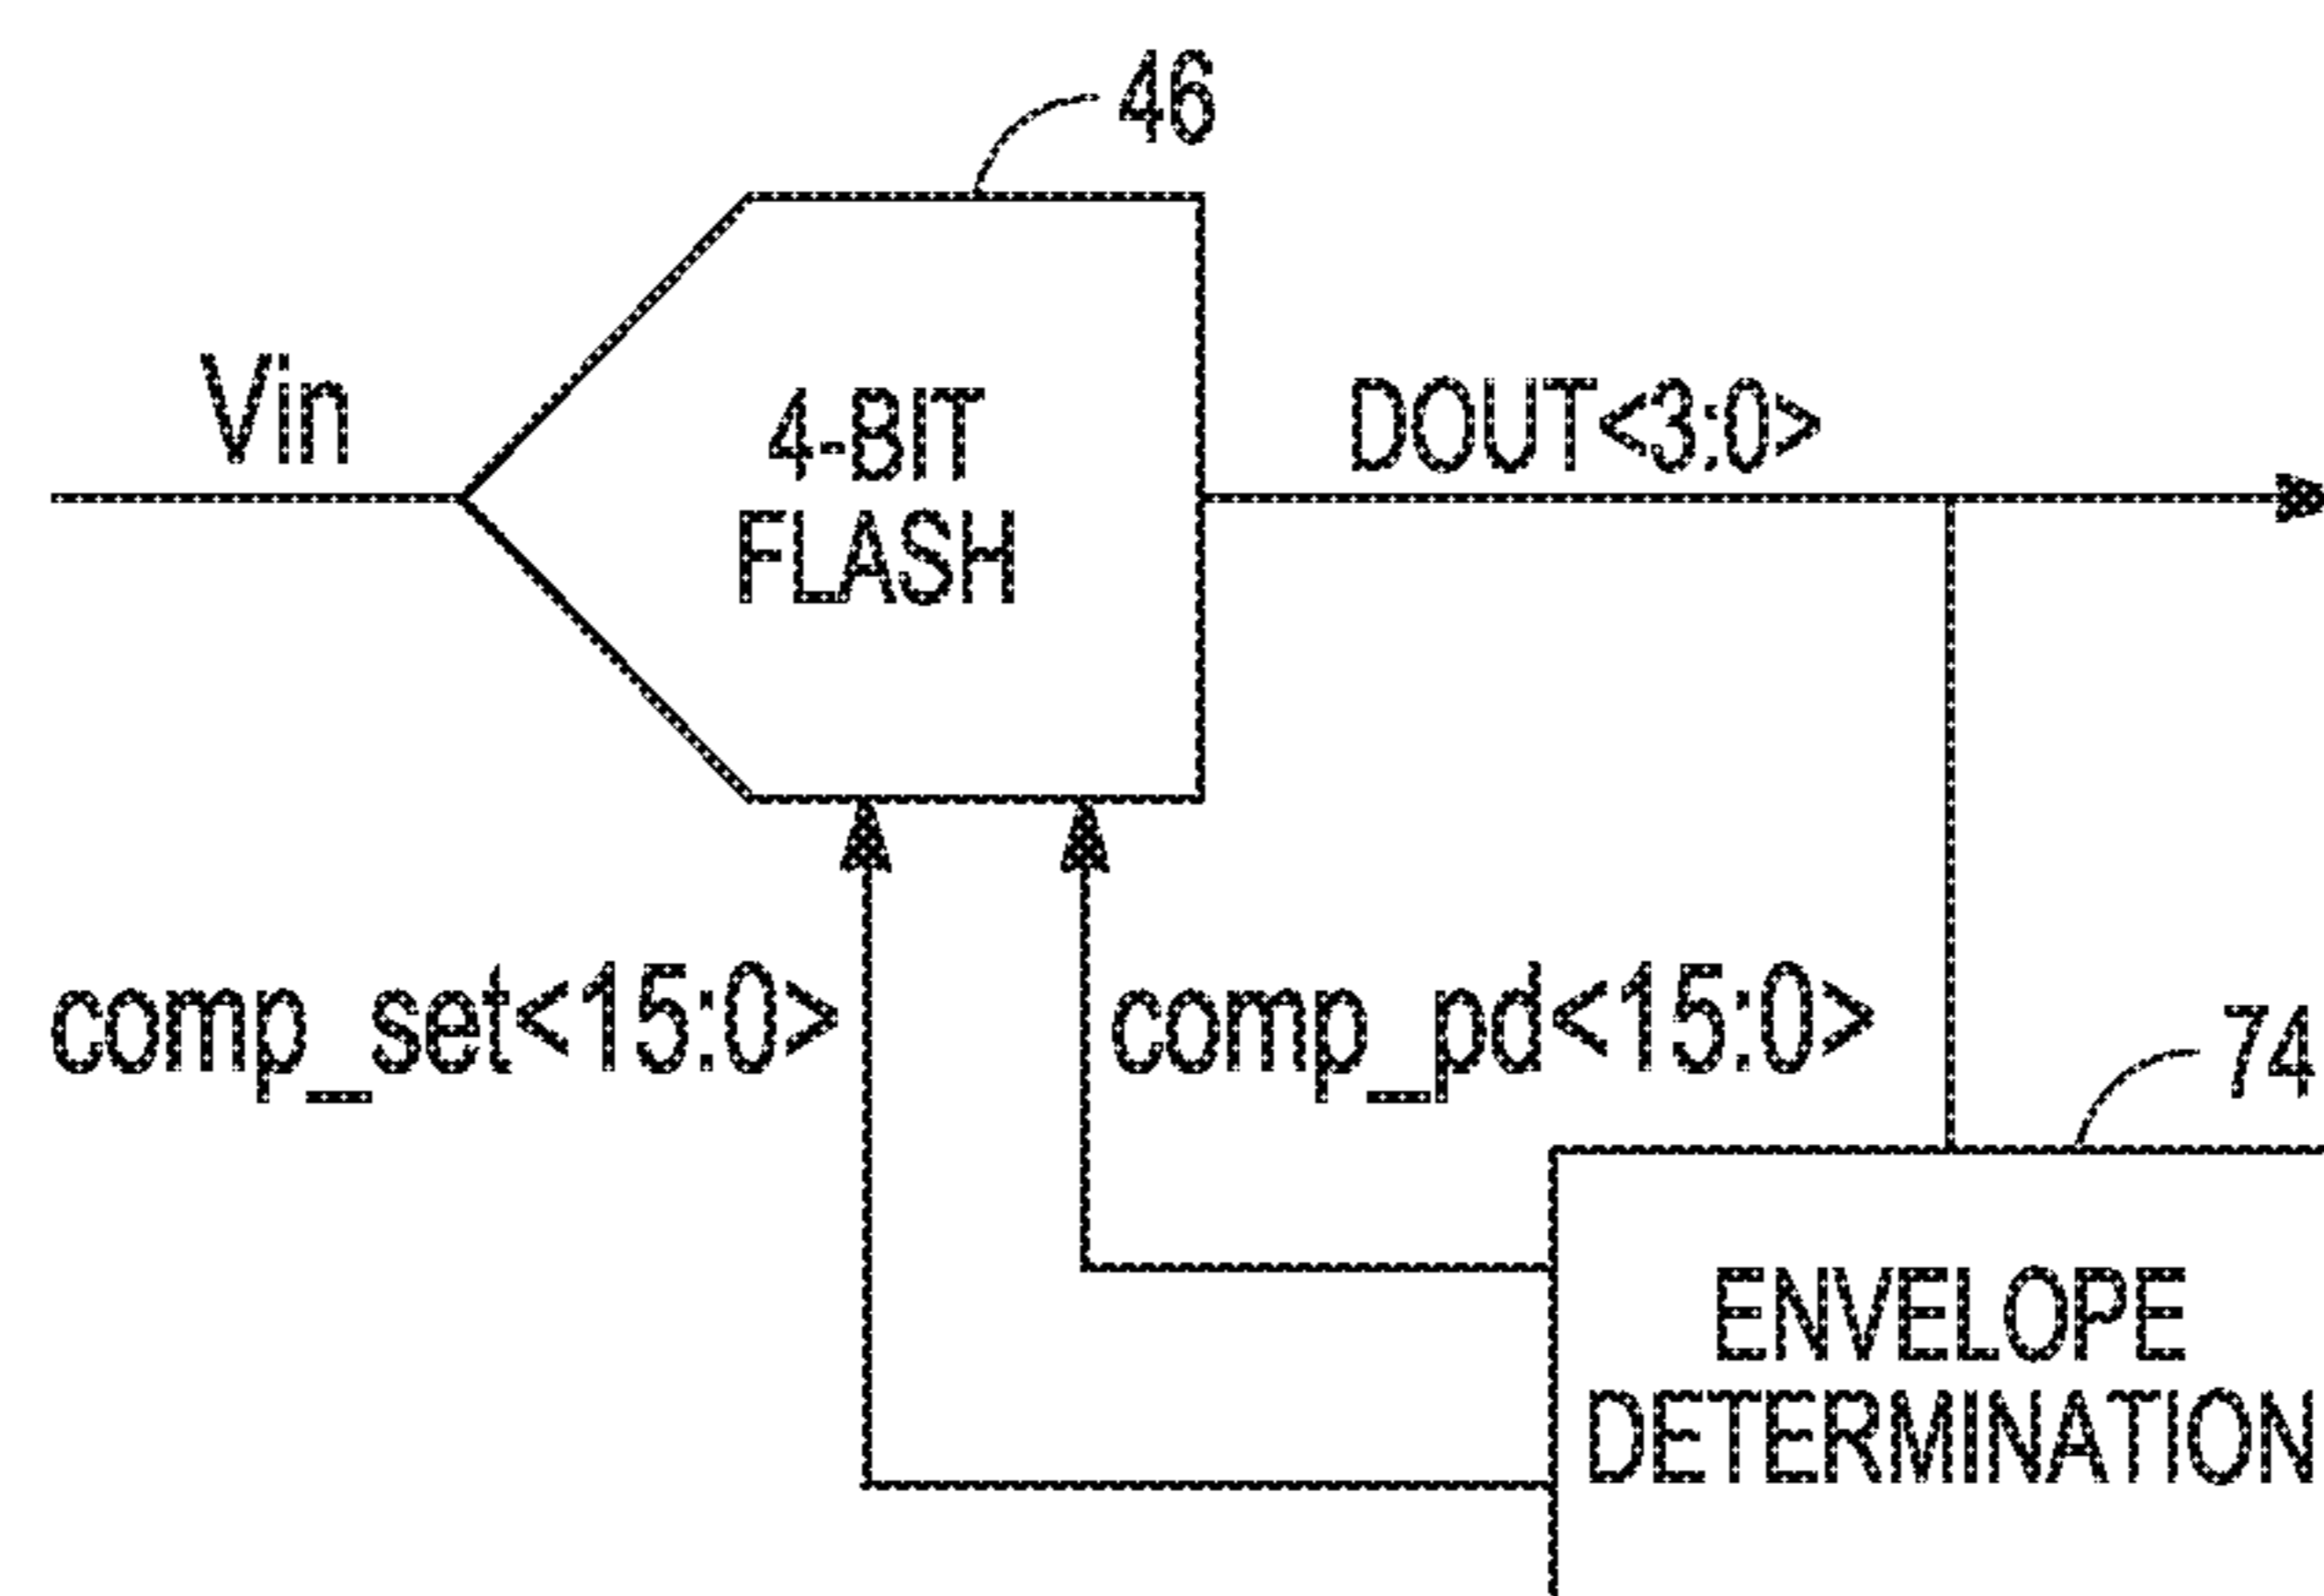 46
Vin
4-BIT
FLASH
DOUT<3:0>
comp_set<15:0>
comp_pd<15:0>
74
ENVELOPE
DETERMINATION